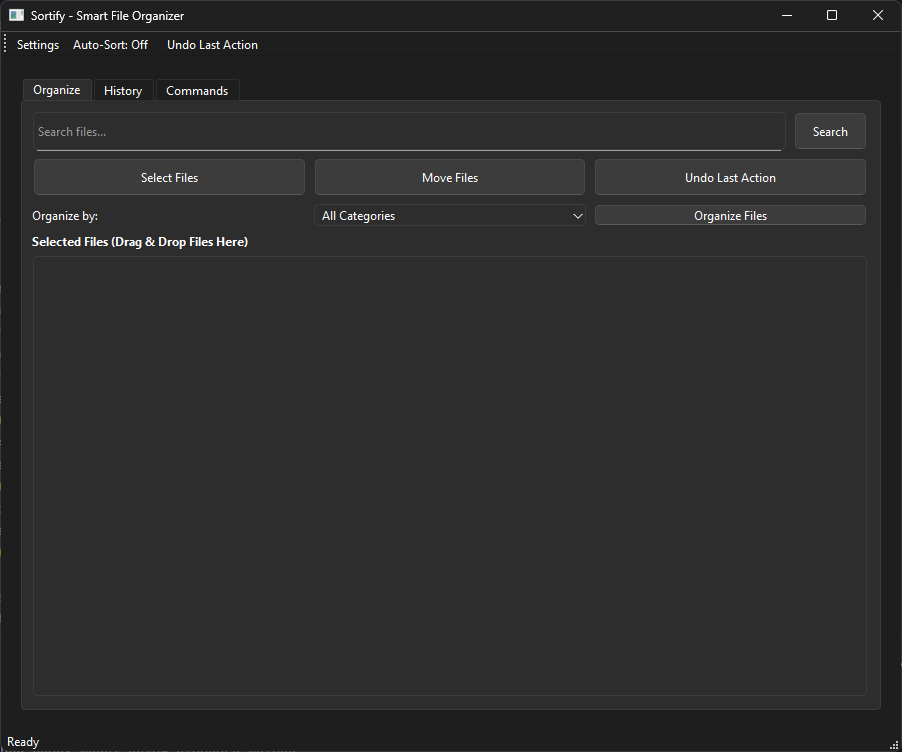 Sortify - Smart File Organizer
Settings Auto-Sort: Off Undo Last Action
Organize History Commands
Search files... Search
Select Files Move Files Undo Last Action
Organize by: All Categories Organize Files
Selected Files (Drag & Drop Files Here)
Ready